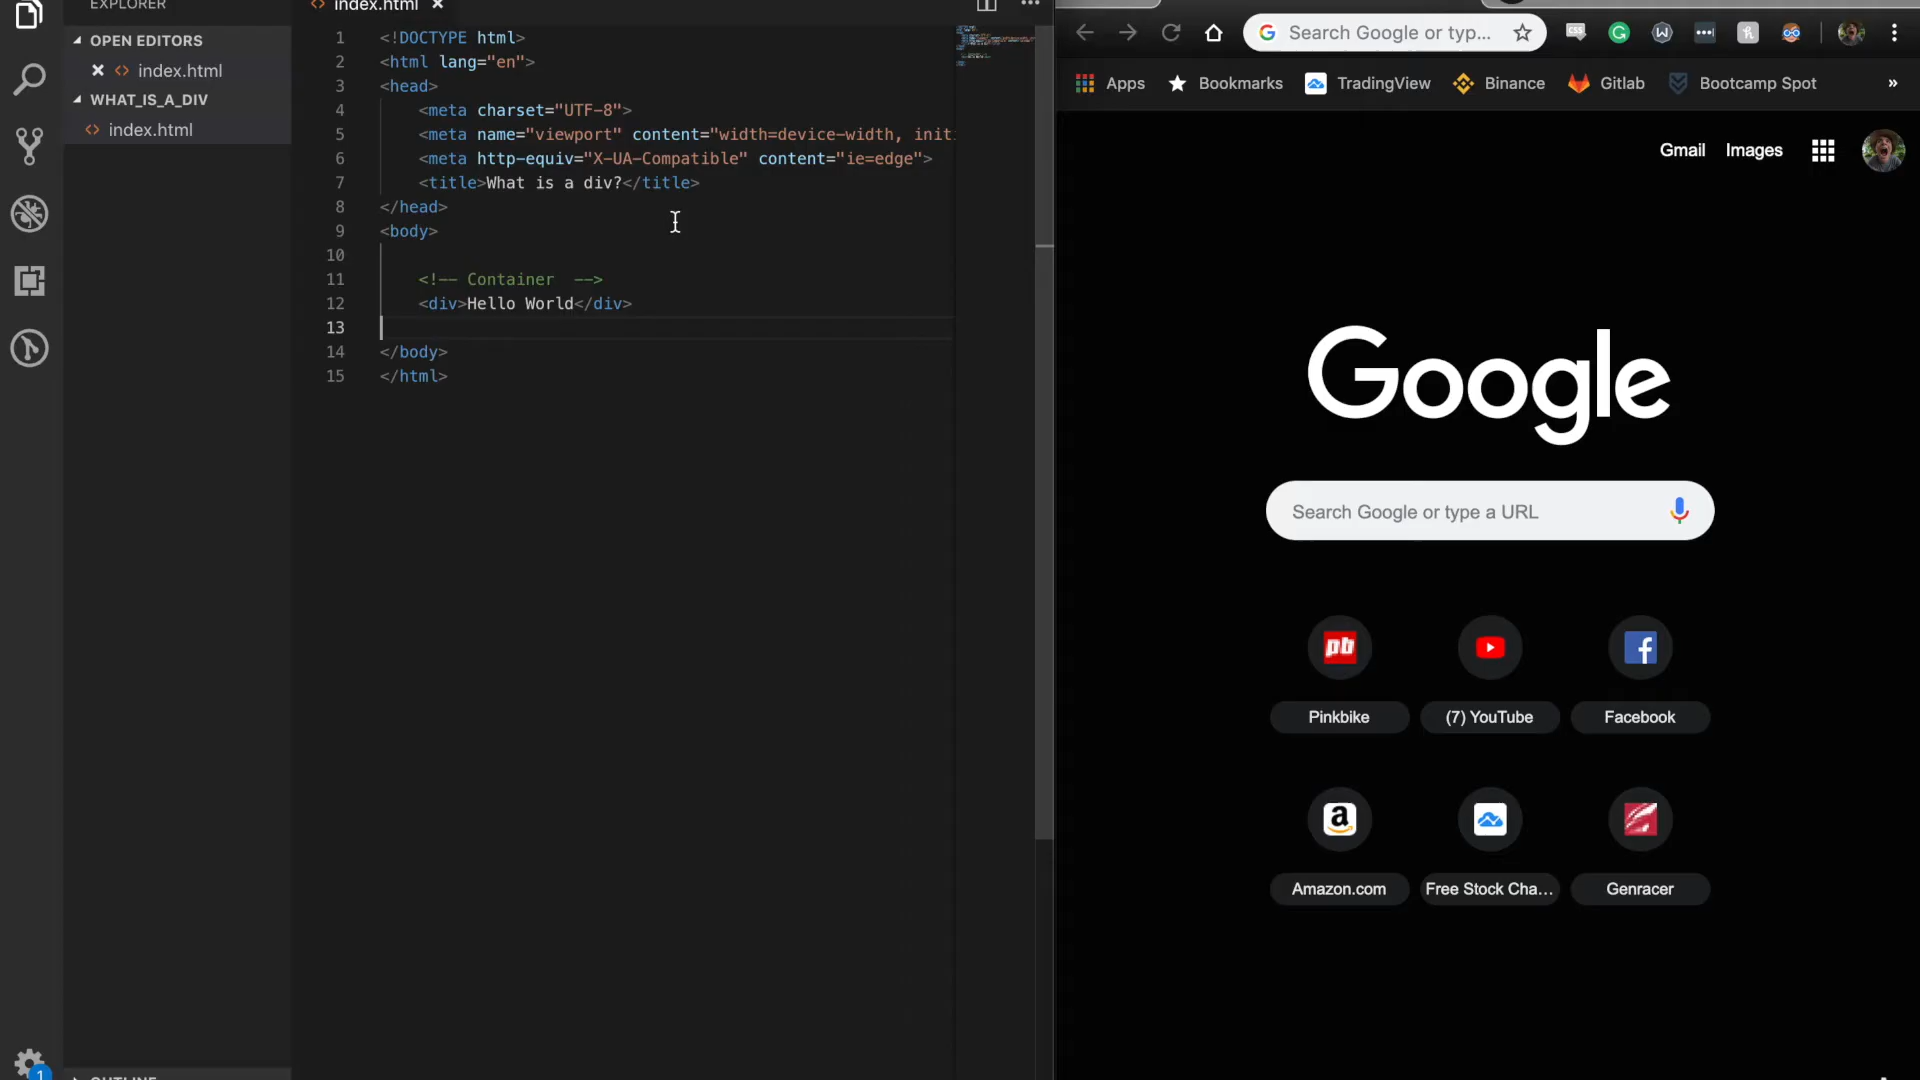 EXPLORER
OPEN EDITORS
index.html
WHAT_IS_A_DIV
index.html
1
index.html
1 <!DOCTYPE html>
2 <html lang="en">
3 <head>
4 <meta charset="UTF-8">
5 <meta name="viewport" content="width=device-width, initi
6 <meta http-equiv="X-UA-Compatible" content="ie=edge">
7 <title>What is a div?</title>
8 </head>
9 <body>
10
11 <!-- Container  -->
12 <div>Hello World</div>
13
14 </body>
15 </html>
Search Google or typ...
Apps Bookmarks TradingView Binance Gitlab Bootcamp Spot »
Gmail Images
Google
Search Google or type a URL
Pinkbike (7) YouTube Facebook
Amazon.com Free Stock Cha... Genracer